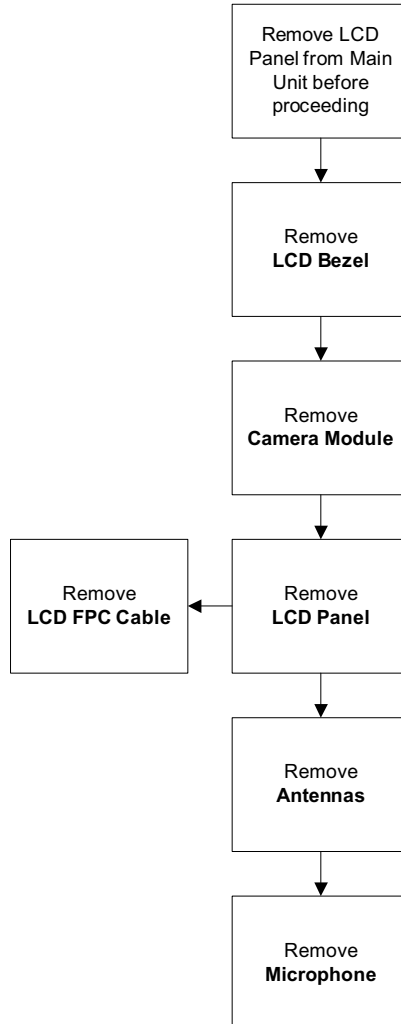 Remove LCD
Panel from Main
Unit before
proceeding
Remove
LCD Bezel
Remove
Camera Module
Remove
LCD FPC Cable
Remove
LCD Panel
Remove
Antennas
Remove
Microphone